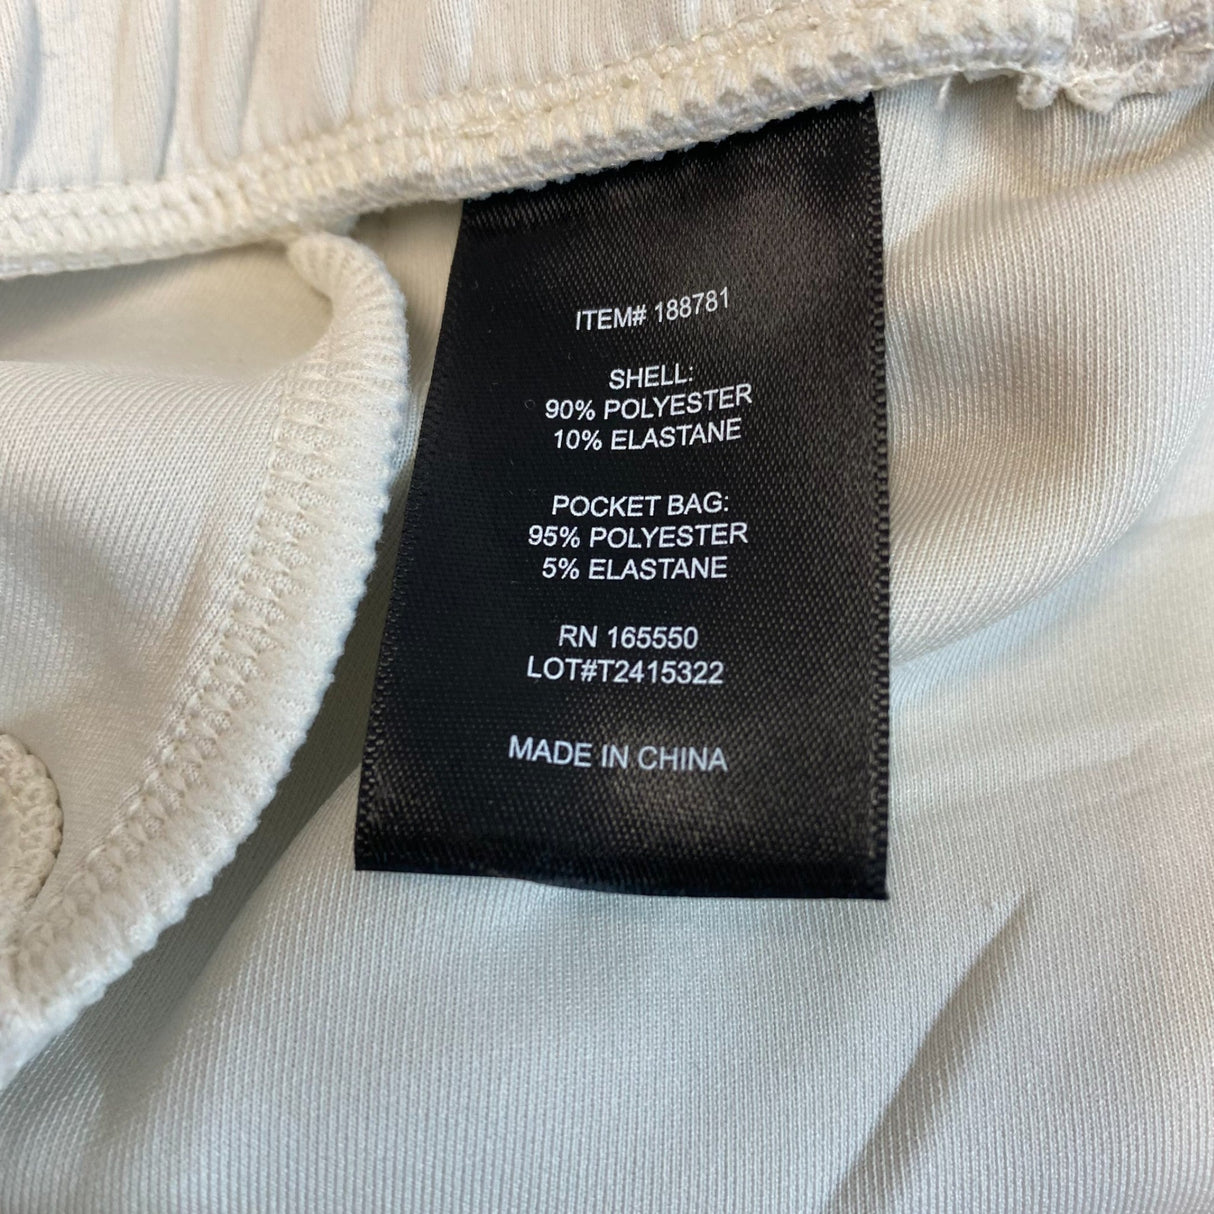 ITEM# 188781
SHELL:
90% POLYESTER
10% ELASTANE
POCKET BAG:
95% POLYESTER
5% ELASTANE
RN 165550
LOT#T2415322
MADE IN CHINA